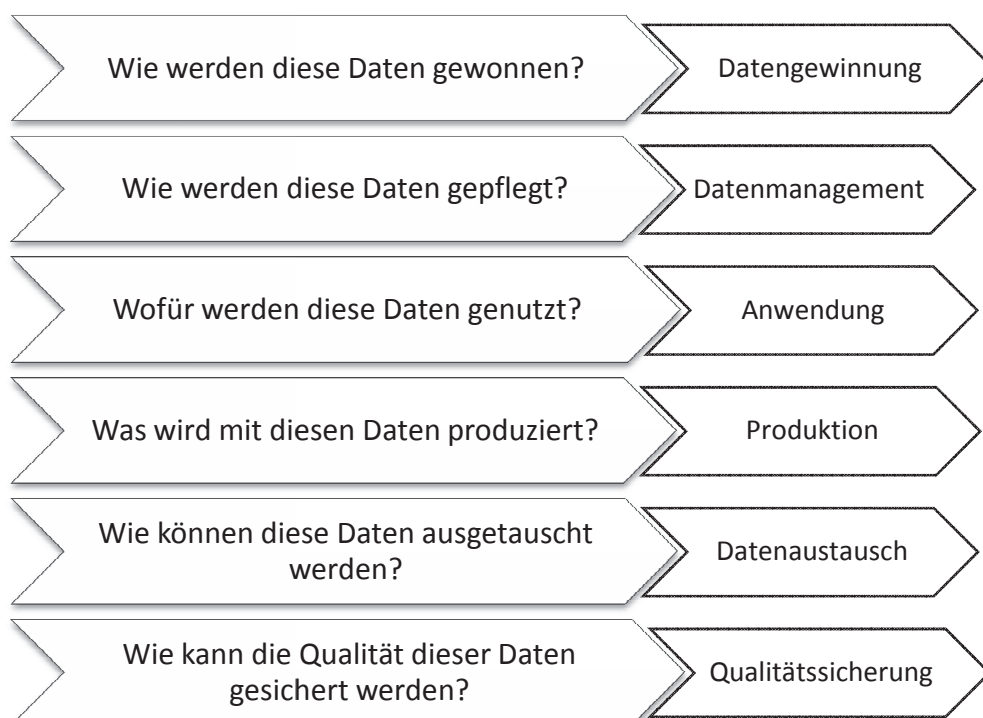 Wie werden diese Daten gewonnen?
Datengewinnung
Wie werden diese Daten gepflegt?
Datenmanagement
Wofür werden diese Daten genutzt?
Anwendung
Was wird mit diesen Daten produziert?
Produktion
Wie können diese Daten ausgetauscht
werden?
Datenaustausch
Wie kann die Qualität dieser Daten
gesichert werden?
Qualitätssicherung